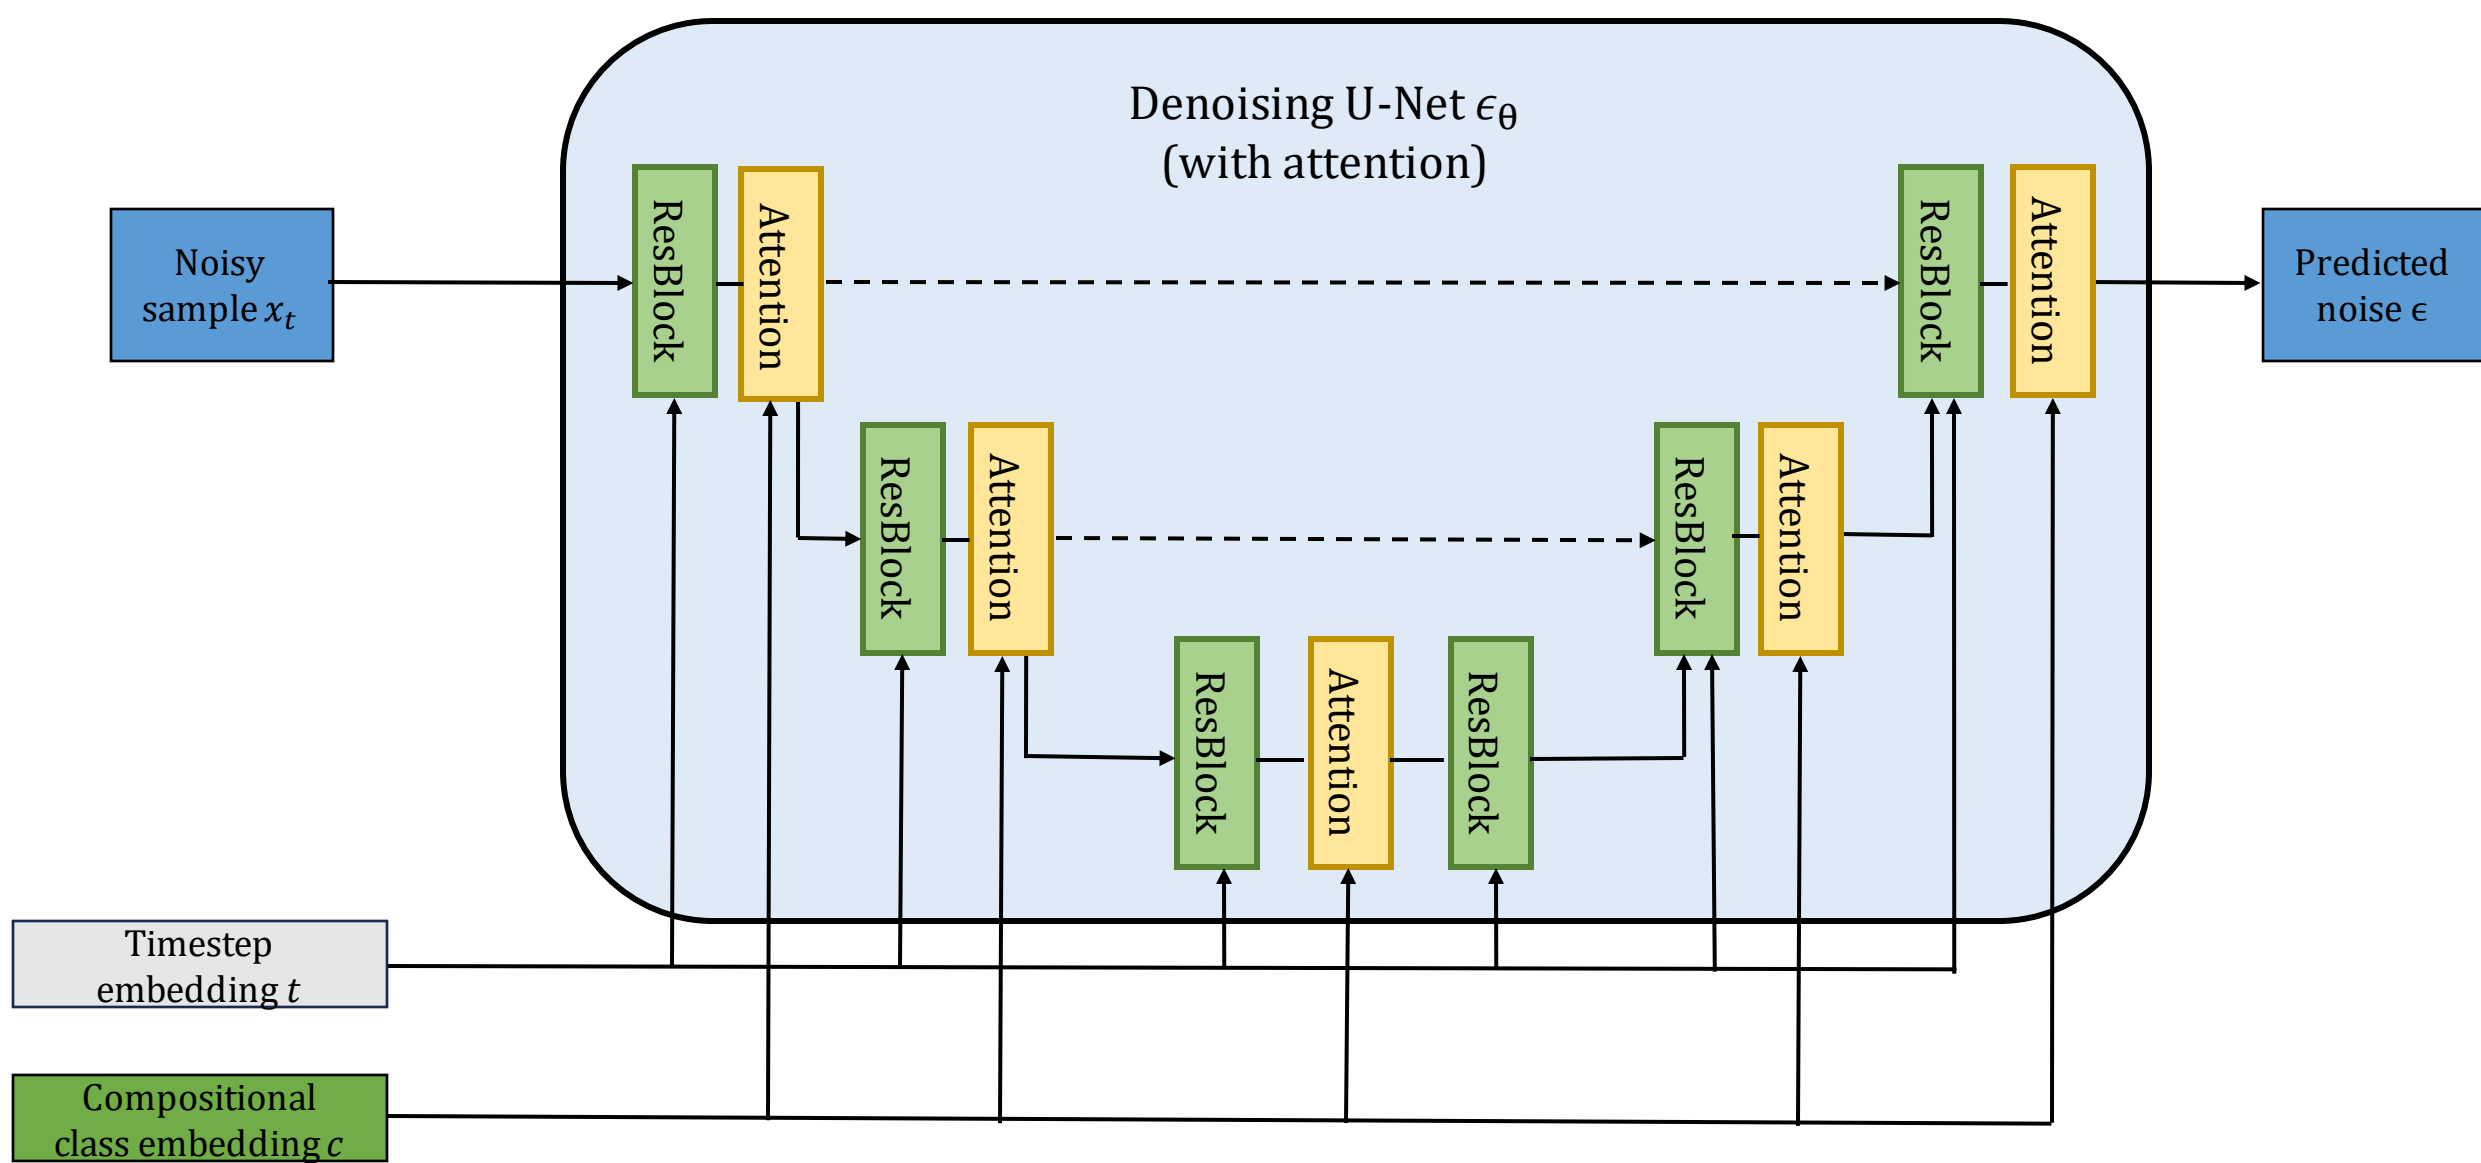 Denoising U-Net ϵθ
(with attention)
Noisy
sample xt
ResBlock
Attention
ResBlock
Attention
Predicted
noise ϵ
ResBlock
Attention
ResBlock
Attention
ResBlock
Attention
ResBlock
Timestep
embedding t
Compositional
class embedding c